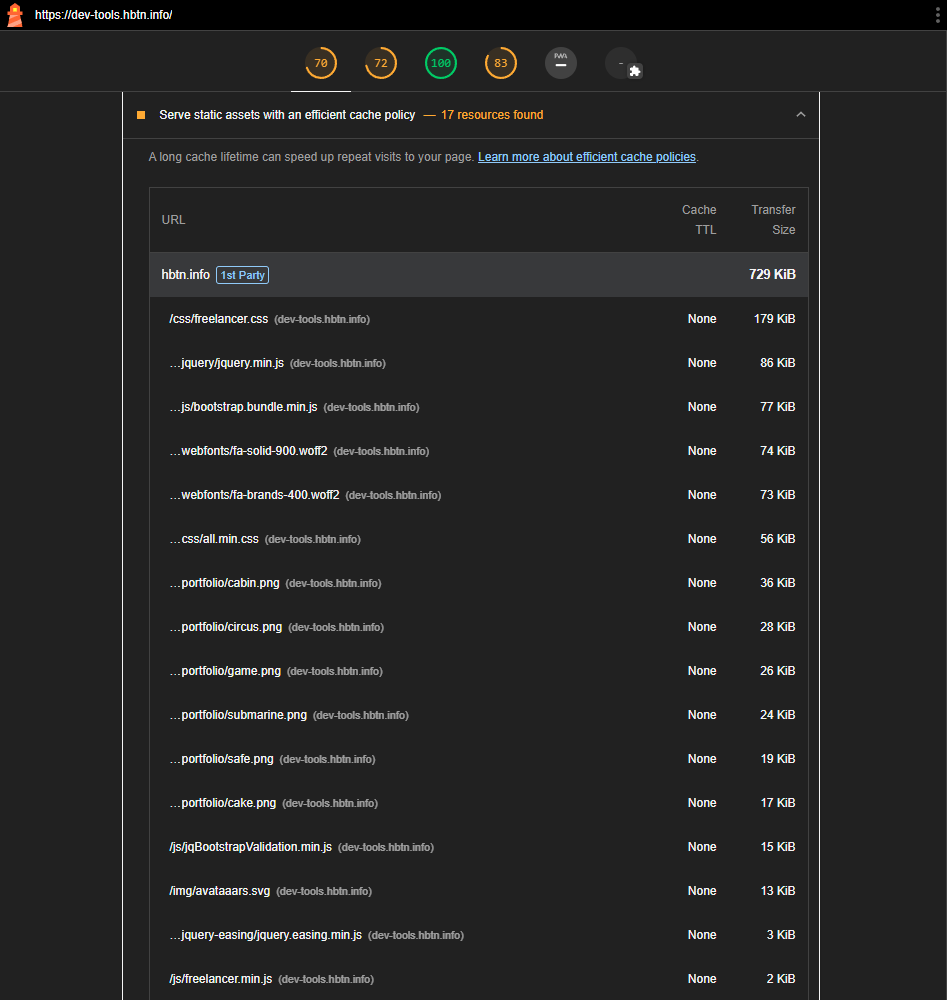 https://dev-tools.hbtn.info/
70 72 100 83 PWA -
Serve static assets with an efficient cache policy — 17 resources found
A long cache lifetime can speed up repeat visits to your page. Learn more about efficient cache policies.
URL Cache TTL Transfer Size
hbtn.info 1st Party 729 KiB
/css/freelancer.css (dev-tools.hbtn.info) None 179 KiB
…jquery/jquery.min.js (dev-tools.hbtn.info) None 86 KiB
…js/bootstrap.bundle.min.js (dev-tools.hbtn.info) None 77 KiB
…webfonts/fa-solid-900.woff2 (dev-tools.hbtn.info) None 74 KiB
…webfonts/fa-brands-400.woff2 (dev-tools.hbtn.info) None 73 KiB
…css/all.min.css (dev-tools.hbtn.info) None 56 KiB
…portfolio/cabin.png (dev-tools.hbtn.info) None 36 KiB
…portfolio/circus.png (dev-tools.hbtn.info) None 28 KiB
…portfolio/game.png (dev-tools.hbtn.info) None 26 KiB
…portfolio/submarine.png (dev-tools.hbtn.info) None 24 KiB
…portfolio/safe.png (dev-tools.hbtn.info) None 19 KiB
…portfolio/cake.png (dev-tools.hbtn.info) None 17 KiB
/js/jqBootstrapValidation.min.js (dev-tools.hbtn.info) None 15 KiB
/img/avataaars.svg (dev-tools.hbtn.info) None 13 KiB
…jquery-easing/jquery.easing.min.js (dev-tools.hbtn.info) None 3 KiB
/js/freelancer.min.js (dev-tools.hbtn.info) None 2 KiB